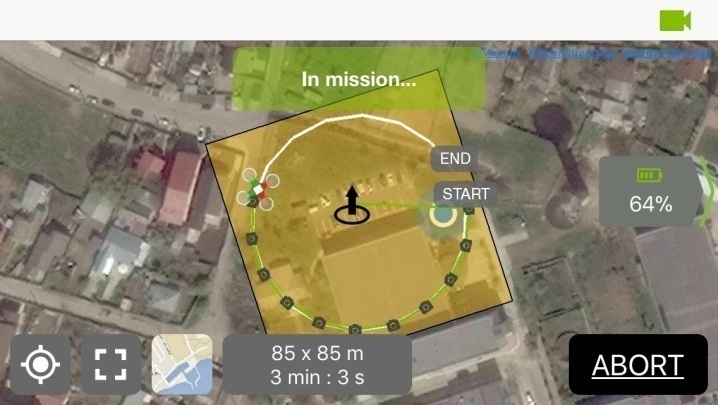 In mission...
END
START
64%
85 x 85 m
3 min : 3 s
ABORT